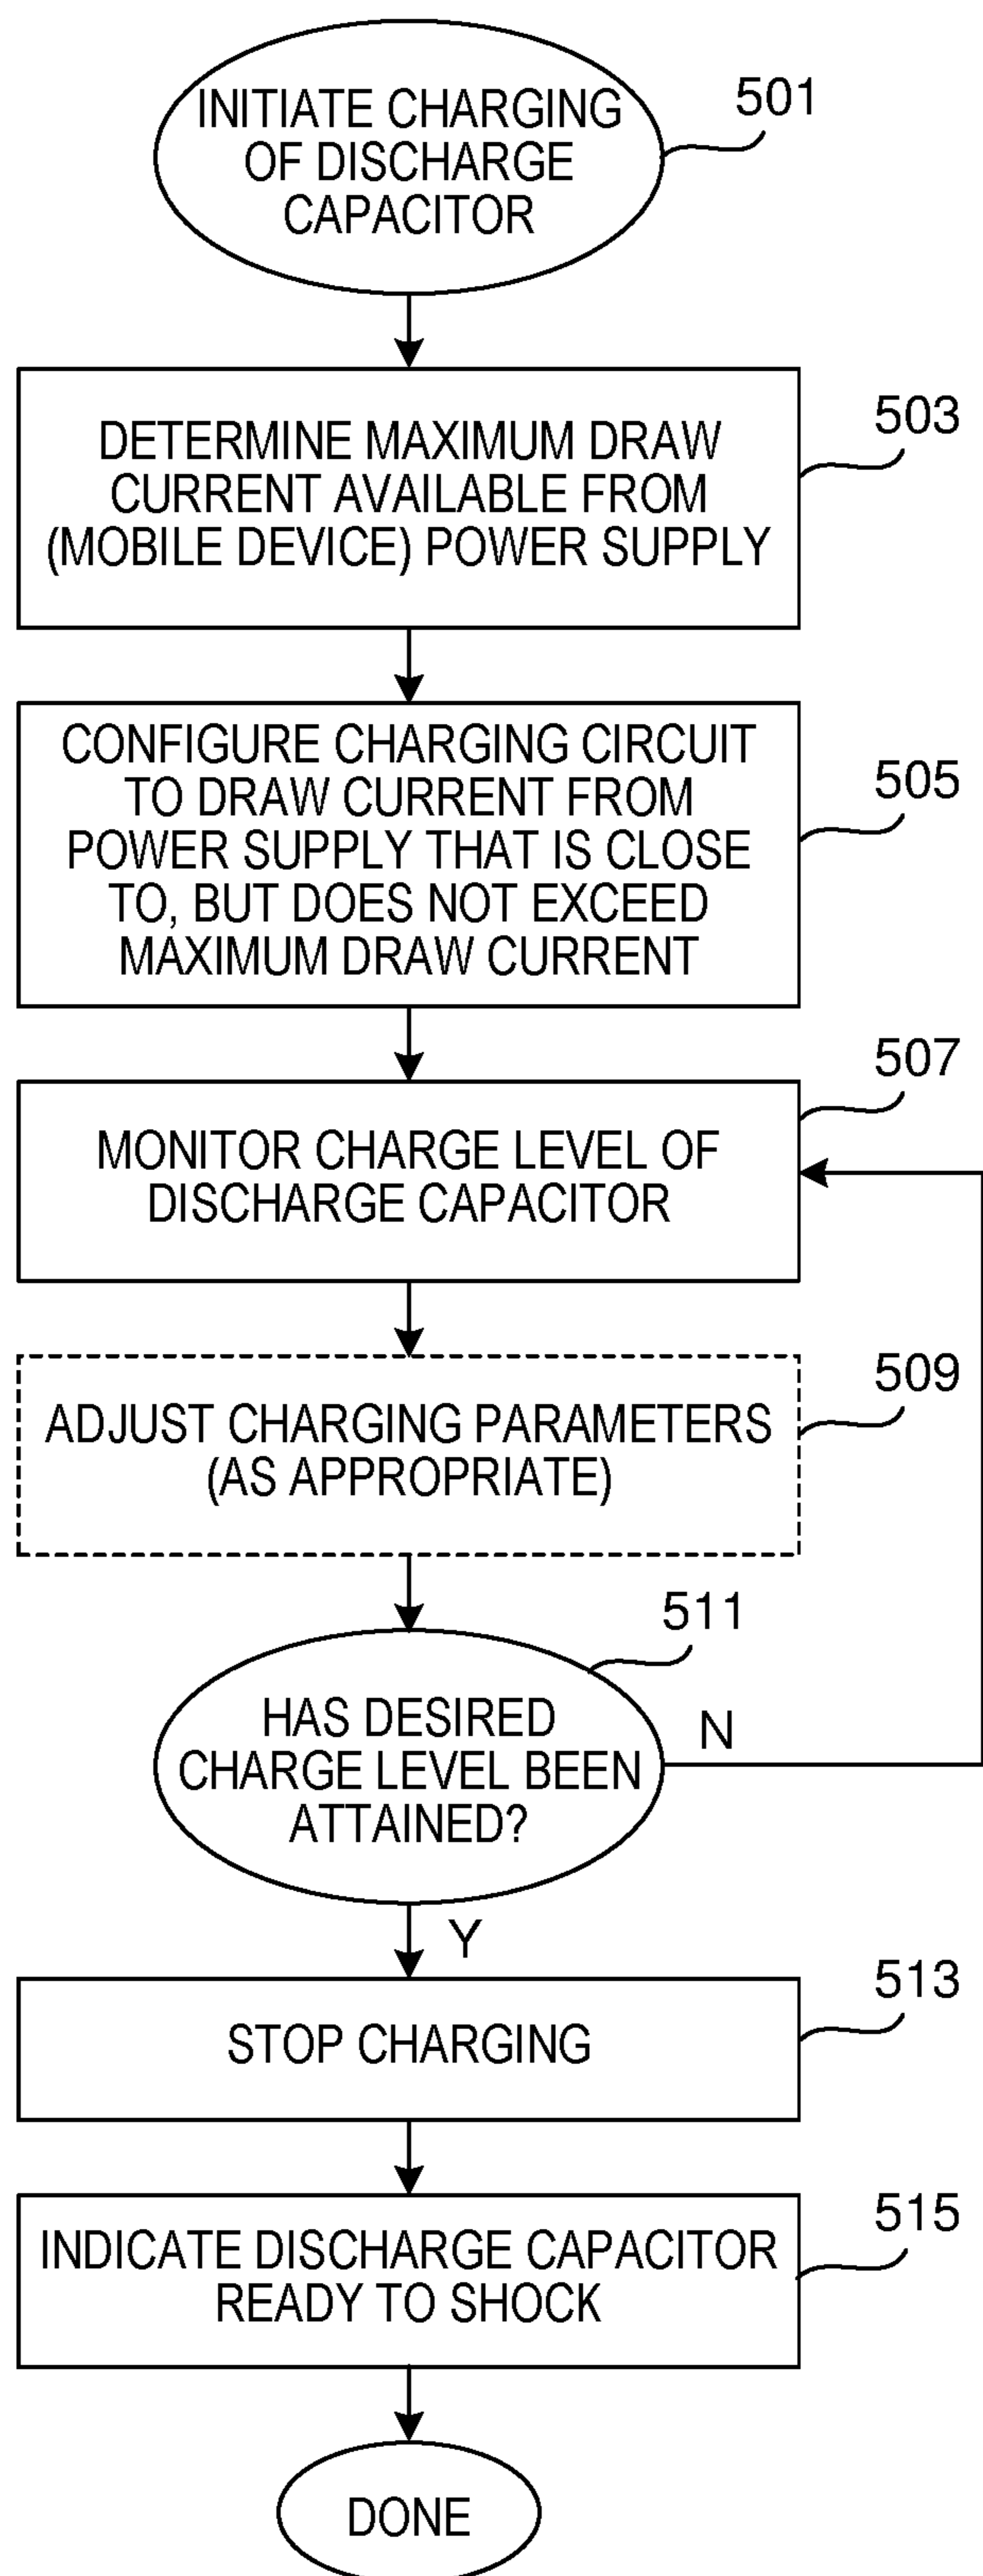 INITIATE CHARGING
OF DISCHARGE
CAPACITOR
501
DETERMINE MAXIMUM DRAW
CURRENT AVAILABLE FROM
(MOBILE DEVICE) POWER SUPPLY
503
CONFIGURE CHARGING CIRCUIT
TO DRAW CURRENT FROM
POWER SUPPLY THAT IS CLOSE
TO, BUT DOES NOT EXCEED
MAXIMUM DRAW CURRENT
505
MONITOR CHARGE LEVEL OF
DISCHARGE CAPACITOR
507
ADJUST CHARGING PARAMETERS
(AS APPROPRIATE)
509
HAS DESIRED
CHARGE LEVEL BEEN
ATTAINED?
511
N
Y
STOP CHARGING
513
INDICATE DISCHARGE CAPACITOR
READY TO SHOCK
515
DONE